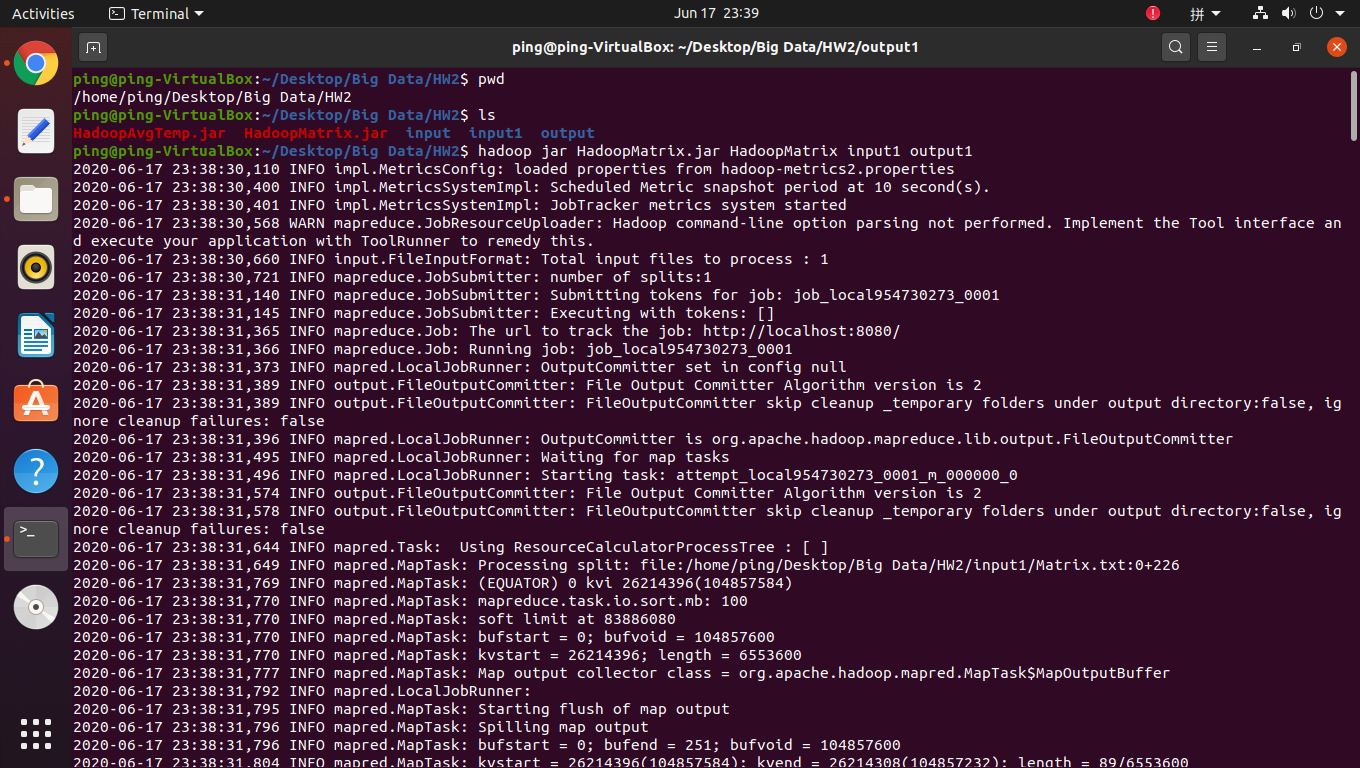 Activities
Terminal
Jun 17 23:39
拼
ping@ping-VirtualBox: ~/Desktop/Big Data/HW2/output1
ping@ping-VirtualBox:~/Desktop/Big Data/HW2$ pwd
/home/ping/Desktop/Big Data/HW2
ping@ping-VirtualBox:~/Desktop/Big Data/HW2$ ls
HadoopAvgTemp.jar  HadoopMatrix.jar  input  input1  output
ping@ping-VirtualBox:~/Desktop/Big Data/HW2$ hadoop jar HadoopMatrix.jar HadoopMatrix input1 output1
2020-06-17 23:38:30,110 INFO impl.MetricsConfig: loaded properties from hadoop-metrics2.properties
2020-06-17 23:38:30,400 INFO impl.MetricsSystemImpl: Scheduled Metric snapshot period at 10 second(s).
2020-06-17 23:38:30,401 INFO impl.MetricsSystemImpl: JobTracker metrics system started
2020-06-17 23:38:30,568 WARN mapreduce.JobResourceUploader: Hadoop command-line option parsing not performed. Implement the Tool interface an
d execute your application with ToolRunner to remedy this.
2020-06-17 23:38:30,660 INFO input.FileInputFormat: Total input files to process : 1
2020-06-17 23:38:30,721 INFO mapreduce.JobSubmitter: number of splits:1
2020-06-17 23:38:31,140 INFO mapreduce.JobSubmitter: Submitting tokens for job: job_local954730273_0001
2020-06-17 23:38:31,145 INFO mapreduce.JobSubmitter: Executing with tokens: []
2020-06-17 23:38:31,365 INFO mapreduce.Job: The url to track the job: http://localhost:8080/
2020-06-17 23:38:31,366 INFO mapreduce.Job: Running job: job_local954730273_0001
2020-06-17 23:38:31,373 INFO mapred.LocalJobRunner: OutputCommitter set in config null
2020-06-17 23:38:31,389 INFO output.FileOutputCommitter: File Output Committer Algorithm version is 2
2020-06-17 23:38:31,389 INFO output.FileOutputCommitter: FileOutputCommitter skip cleanup _temporary folders under output directory:false, ig
nore cleanup failures: false
2020-06-17 23:38:31,396 INFO mapred.LocalJobRunner: OutputCommitter is org.apache.hadoop.mapreduce.lib.output.FileOutputCommitter
2020-06-17 23:38:31,495 INFO mapred.LocalJobRunner: Waiting for map tasks
2020-06-17 23:38:31,496 INFO mapred.LocalJobRunner: Starting task: attempt_local954730273_0001_m_000000_0
2020-06-17 23:38:31,574 INFO output.FileOutputCommitter: File Output Committer Algorithm version is 2
2020-06-17 23:38:31,578 INFO output.FileOutputCommitter: FileOutputCommitter skip cleanup _temporary folders under output directory:false, ig
nore cleanup failures: false
2020-06-17 23:38:31,644 INFO mapred.Task:  Using ResourceCalculatorProcessTree : [ ]
2020-06-17 23:38:31,649 INFO mapred.MapTask: Processing split: file:/home/ping/Desktop/Big Data/HW2/input1/Matrix.txt:0+226
2020-06-17 23:38:31,769 INFO mapred.MapTask: (EQUATOR) 0 kvi 26214396(104857584)
2020-06-17 23:38:31,770 INFO mapred.MapTask: mapreduce.task.io.sort.mb: 100
2020-06-17 23:38:31,770 INFO mapred.MapTask: soft limit at 83886080
2020-06-17 23:38:31,770 INFO mapred.MapTask: bufstart = 0; bufvoid = 104857600
2020-06-17 23:38:31,770 INFO mapred.MapTask: kvstart = 26214396; length = 6553600
2020-06-17 23:38:31,777 INFO mapred.MapTask: Map output collector class = org.apache.hadoop.mapred.MapTask$MapOutputBuffer
2020-06-17 23:38:31,792 INFO mapred.LocalJobRunner:
2020-06-17 23:38:31,795 INFO mapred.MapTask: Starting flush of map output
2020-06-17 23:38:31,796 INFO mapred.MapTask: Spilling map output
2020-06-17 23:38:31,796 INFO mapred.MapTask: bufstart = 0; bufend = 251; bufvoid = 104857600
2020-06-17 23:38:31,804 INFO mapred.MapTask: kvstart = 26214396(104857584); kvend = 26214308(104857232); length = 89/6553600